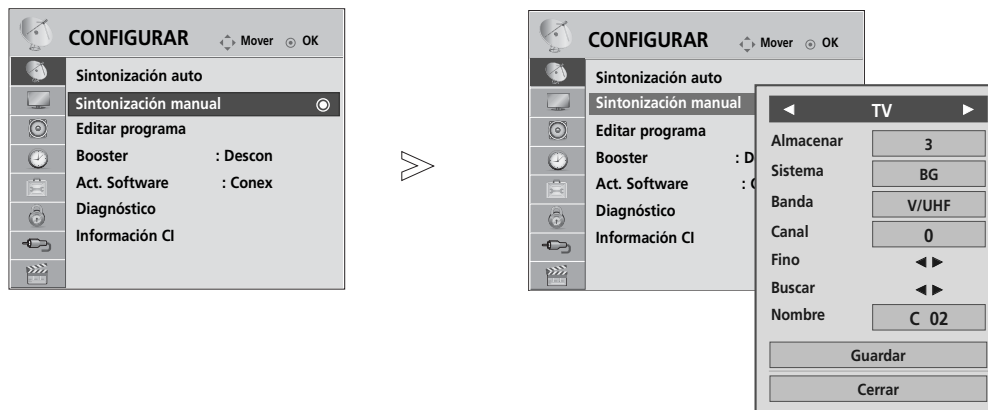 CONFIGURAR Mover OK
Sintonización auto
Sintonización manual
Editar programa
Booster : Descon
Act. Software : Conex
Diagnóstico
Información CI
CONFIGURAR Mover OK
Sintonización auto
Sintonización manual
Editar programa
Booster : D
Act. Software :
Diagnóstico
Información CI
TV
Almacenar 3
Sistema BG
Banda V/UHF
Canal 0
Fino
Buscar
Nombre C 02
Guardar
Cerrar